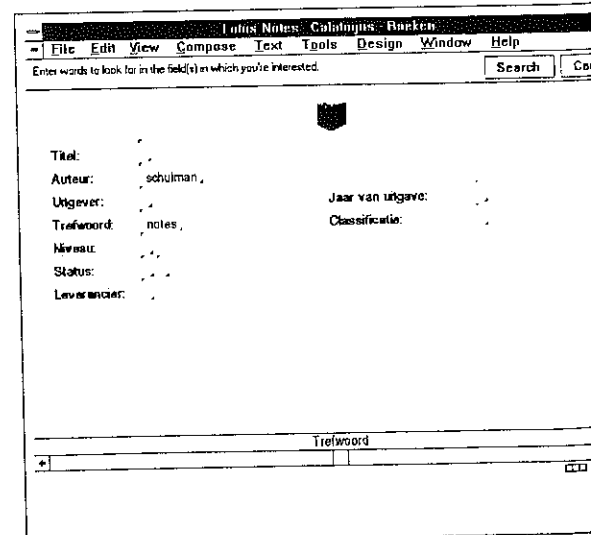 Lotus Notes - Catalogus - Boeken
File Edit View Compose Text Tools Design Window Help
Enter words to look for in the field(s) in which you're interested.
Search Can
Titel:
Auteur: schulman
Uitgever: Jaar van uitgave:
Trefwoord: notes Classificatie:
Niveau:
Status:
Leverancier:
Trefwoord